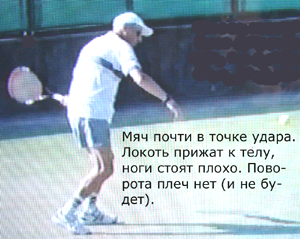 Мяч почти в точке удара.
Локоть прижат к телу,
ноги стоят плохо. Пово-
рота плеч нет (и не бу-
дет).